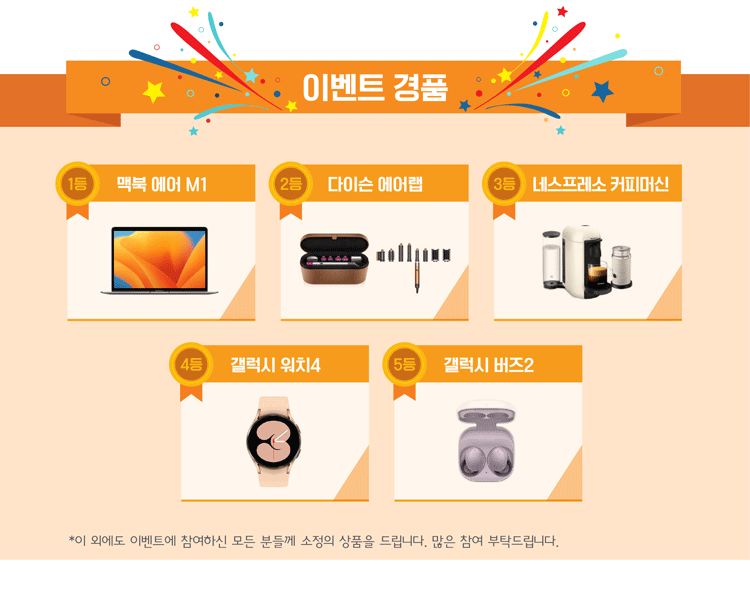 이벤트 경품
1등 맥북 에어 M1
2등 다이슨 에어랩
3등 네스프레소 커피머신
4등 갤럭시 워치4
5등 갤럭시 버즈2
*이 외에도 이벤트에 참여하신 모든 분들께 소정의 상품을 드립니다. 많은 참여 부탁드립니다.